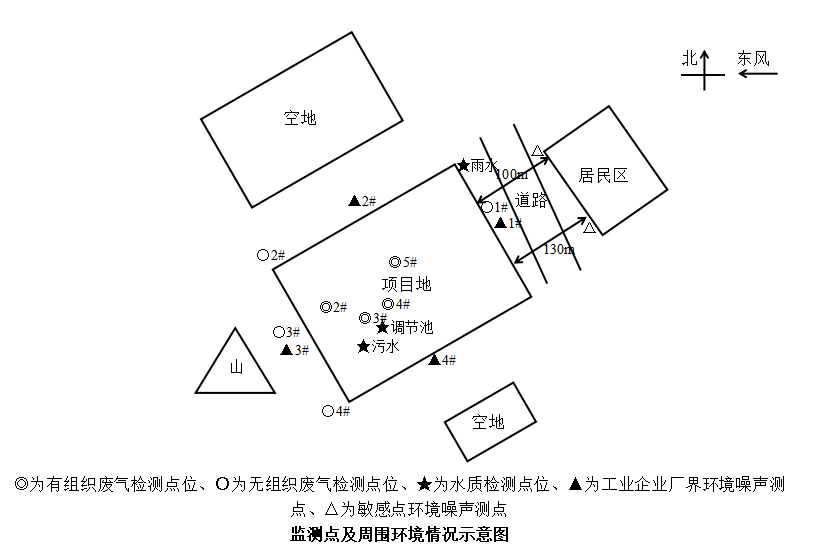 北
东风
空地
居民区
★雨水
100m
○1#
道路
▲1#
▲2#
△
△
130m
○2#
◎5#
项目地
◎2#
◎4#
◎3#
★调节池
★污水
○3#
▲3#
▲4#
山
○4#
空地
◎为有组织废气检测点位、○为无组织废气检测点位、★为水质检测点位、▲为工业企业厂界环境噪声测
点、△为敏感点环境噪声测点
监测点及周围环境情况示意图